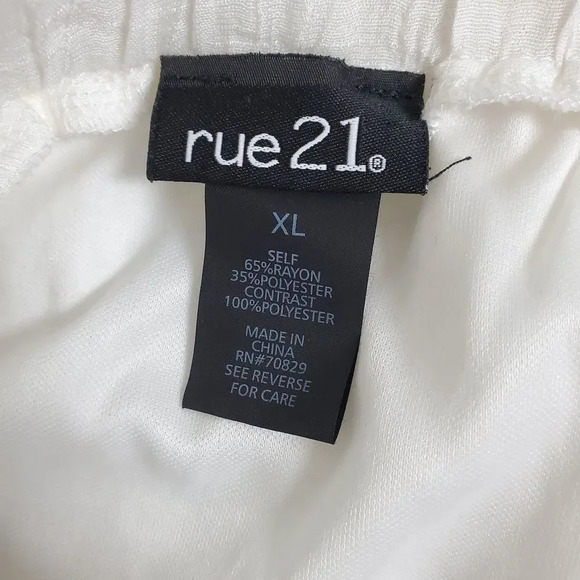 rue21®
XL
SELF
65%RAYON
35%POLYESTER
CONTRAST
100%POLYESTER
MADE IN
CHINA
RN#70829
SEE REVERSE
FOR CARE